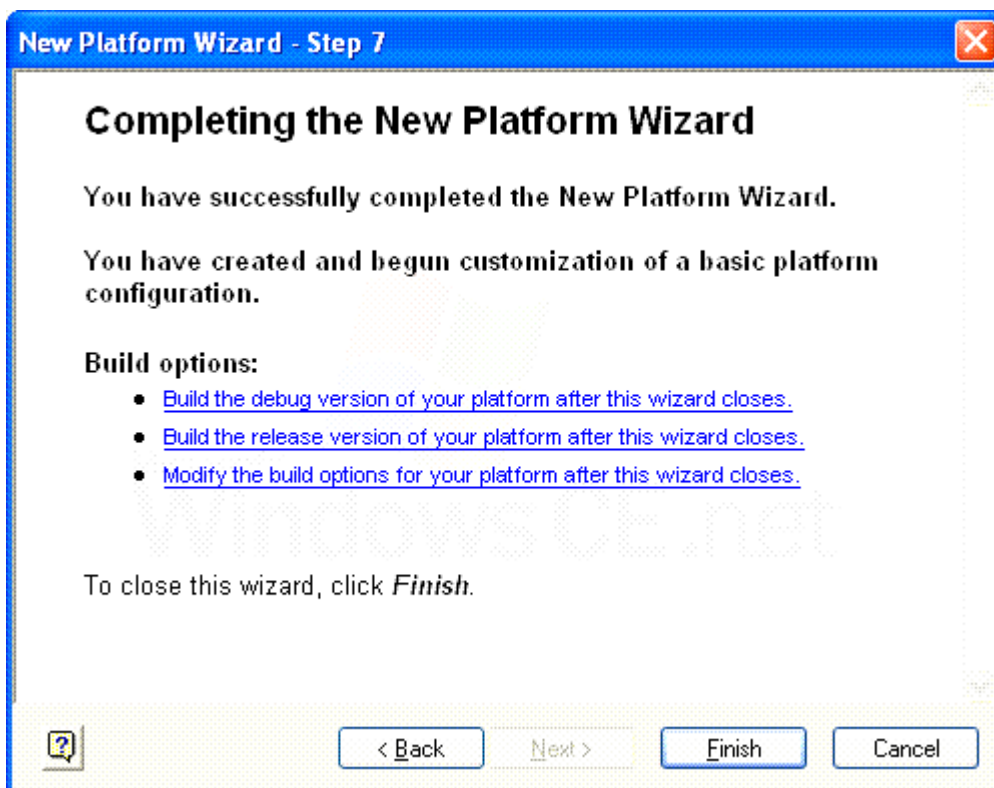 New Platform Wizard - Step 7
Completing the New Platform Wizard
You have successfully completed the New Platform Wizard.
You have created and begun customization of a basic platform
configuration.
Build options:
• Build the debug version of your platform after this wizard closes.
• Build the release version of your platform after this wizard closes.
• Modify the build options for your platform after this wizard closes.
Windows CE.net
To close this wizard, click Finish.
< Back Next > Finish Cancel